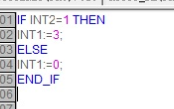 01 IF INT2=1 THEN
02 INT1:=3;
03 ELSE
04 INT1:=0;
05 END_IF
06